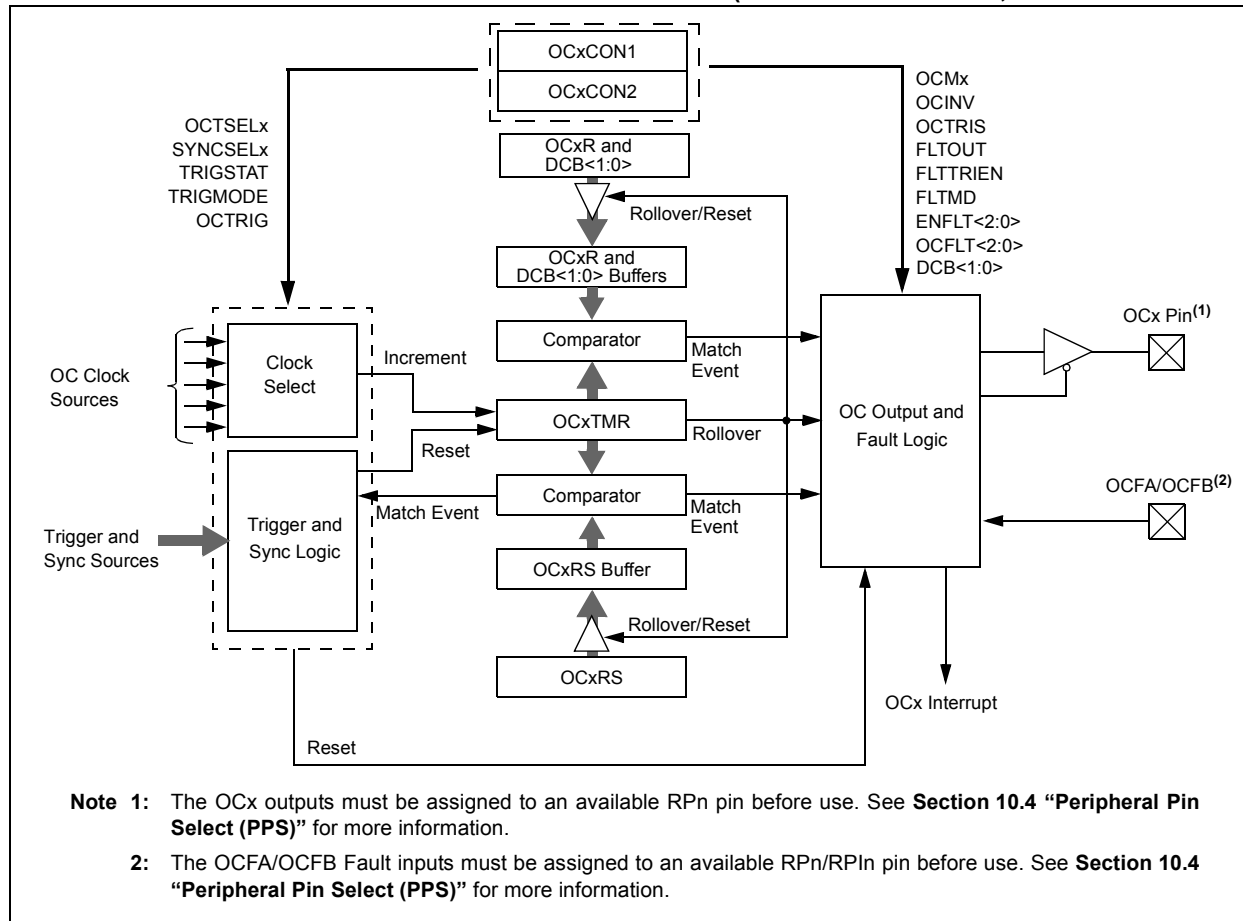 OCxCON1
OCxCON2
OCTSELx
SYNCSELx
TRIGSTAT
TRIGMODE
OCTRIG
OCMx
OCINV
OCTRIS
FLTOUT
FLTTRIEN
FLTMD
ENFLT<2:0>
OCFLT<2:0>
DCB<1:0>
OCxR and
DCB<1:0>
Rollover/Reset
OCxR and
DCB<1:0> Buffers
OC Clock
Sources
Clock
Select
Increment
Comparator
Match
Event
OCxTMR
Rollover
Reset
Comparator
Match Event
Match
Event
Trigger and
Sync Sources
Trigger and
Sync Logic
OCxRS Buffer
Rollover/Reset
OCxRS
OC Output and
Fault Logic
OCx Pin(1)
OCFA/OCFB(2)
OCx Interrupt
Reset
Note 1: The OCx outputs must be assigned to an available RPn pin before use. See Section 10.4 “Peripheral Pin
Select (PPS)” for more information.
2: The OCFA/OCFB Fault inputs must be assigned to an available RPn/RPIn pin before use. See Section 10.4
“Peripheral Pin Select (PPS)” for more information.